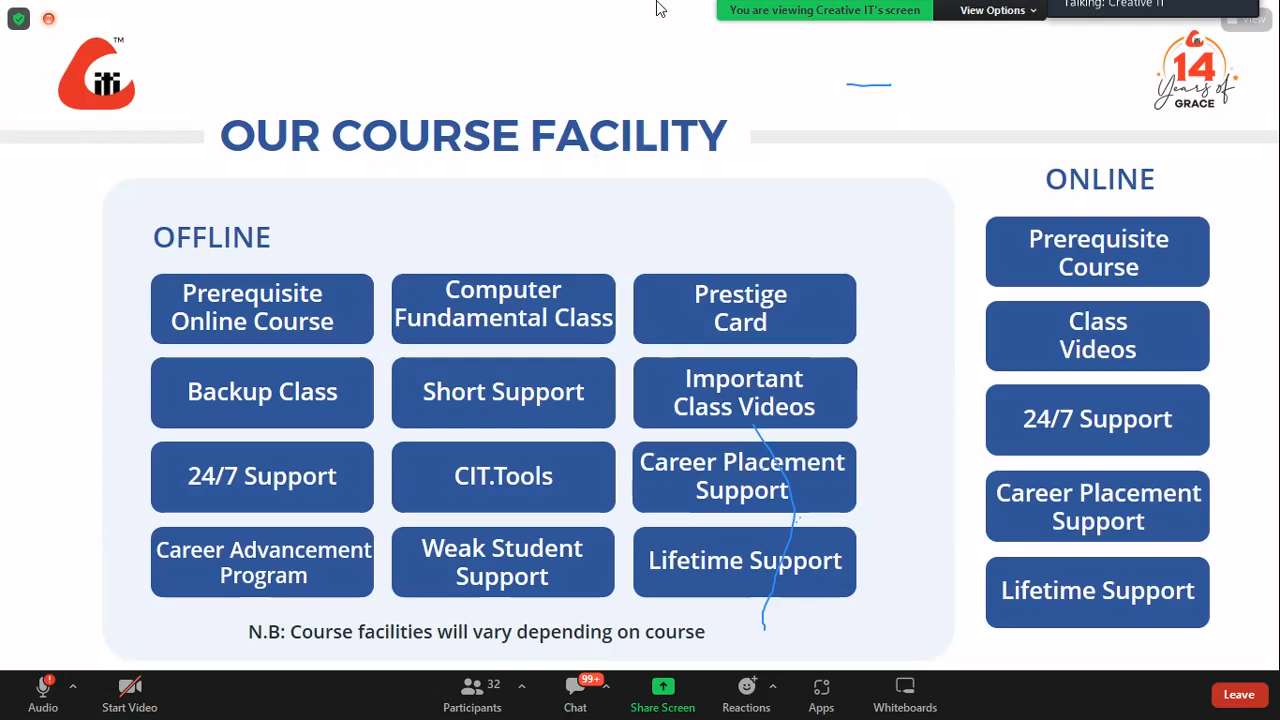 You are viewing Creative IT's screen
View Options
Talking: Creative IT
View
TM
citi
14
Years of
GRACE
OUR COURSE FACILITY
OFFLINE
Prerequisite
Online Course
Computer
Fundamental Class
Prestige
Card
Backup Class
Short Support
Important
Class Videos
24/7 Support
CIT.Tools
Career Placement
Support
Career Advancement
Program
Weak Student
Support
Lifetime Support
N.B: Course facilities will vary depending on course
ONLINE
Prerequisite
Course
Class
Videos
24/7 Support
Career Placement
Support
Lifetime Support
Audio
Start Video
32
Participants
99+
Chat
Share Screen
Reactions
Apps
Whiteboards
Leave